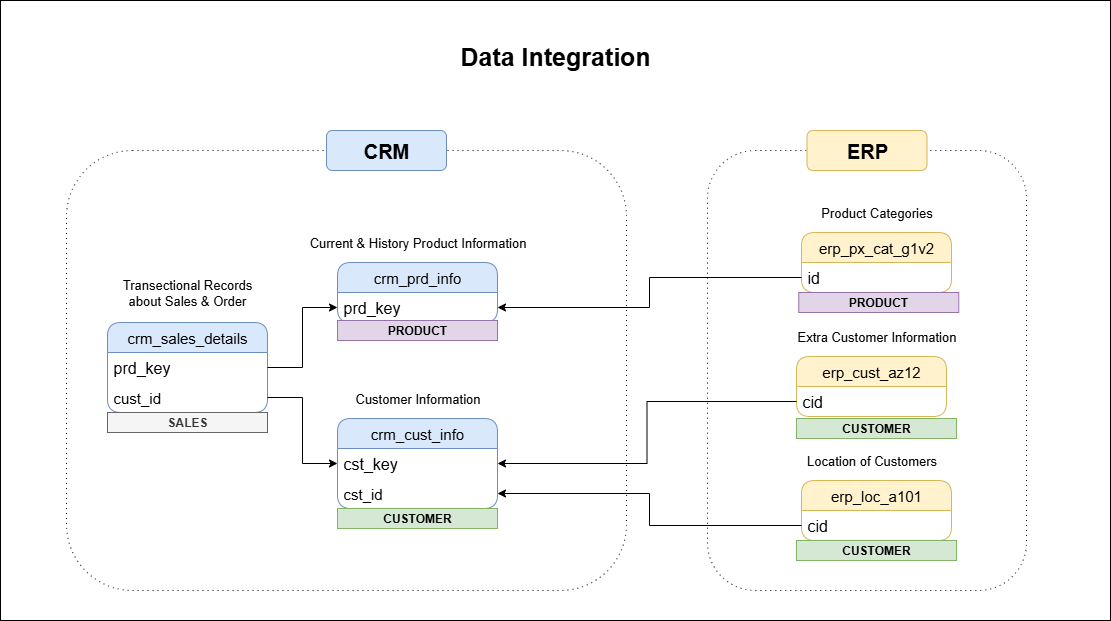 Data Integration
CRM
Current & History Product Information
crm_prd_info
prd_key
PRODUCT
Transectional Records
about Sales & Order
crm_sales_details
prd_key
cust_id
SALES
Customer Information
crm_cust_info
cst_key
cst_id
CUSTOMER
ERP
Product Categories
erp_px_cat_g1v2
id
PRODUCT
Extra Customer Information
erp_cust_az12
cid
CUSTOMER
Location of Customers
erp_loc_a101
cid
CUSTOMER